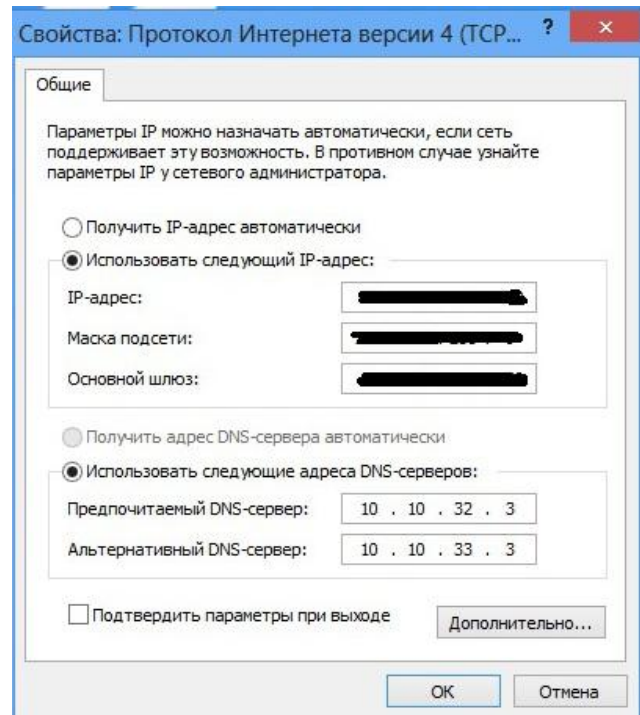 Свойства: Протокол Интернета версии 4 (TCP... ?
Общие
Параметры IP можно назначать автоматически, если сеть
поддерживает эту возможность. В противном случае узнайте
параметры IP у сетевого администратора.
Получить IP-адрес автоматически
Использовать следующий IP-адрес:
IP-адрес:
Маска подсети:
Основной шлюз:
Получить адрес DNS-сервера автоматически
Использовать следующие адреса DNS-серверов:
Предпочитаемый DNS-сервер: 10 . 10 . 32 . 3
Альтернативный DNS-сервер: 10 . 10 . 33 . 3
Подтвердить параметры при выходе Дополнительно...
ОК Отмена